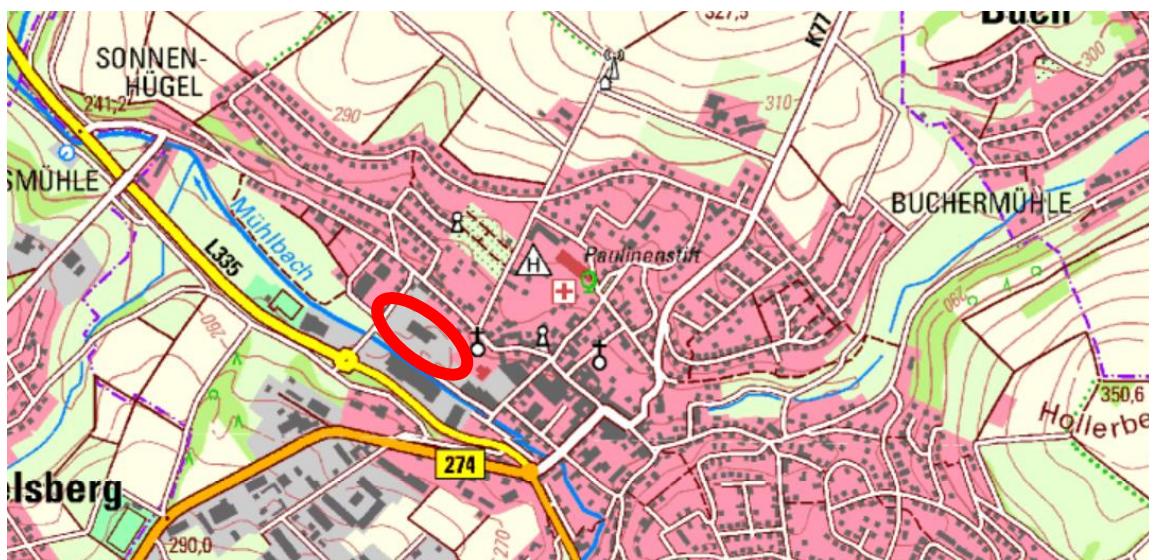 327,5
Buch
SONNEN-
HÜGEL
K77
300
241,2
290
310
SMÜHLE
BUCHERMÜHLE
Mühlbach
L335
H
Paulinenstift
290
260
350,6
Hollerbe
274
elsberg
290,0
270